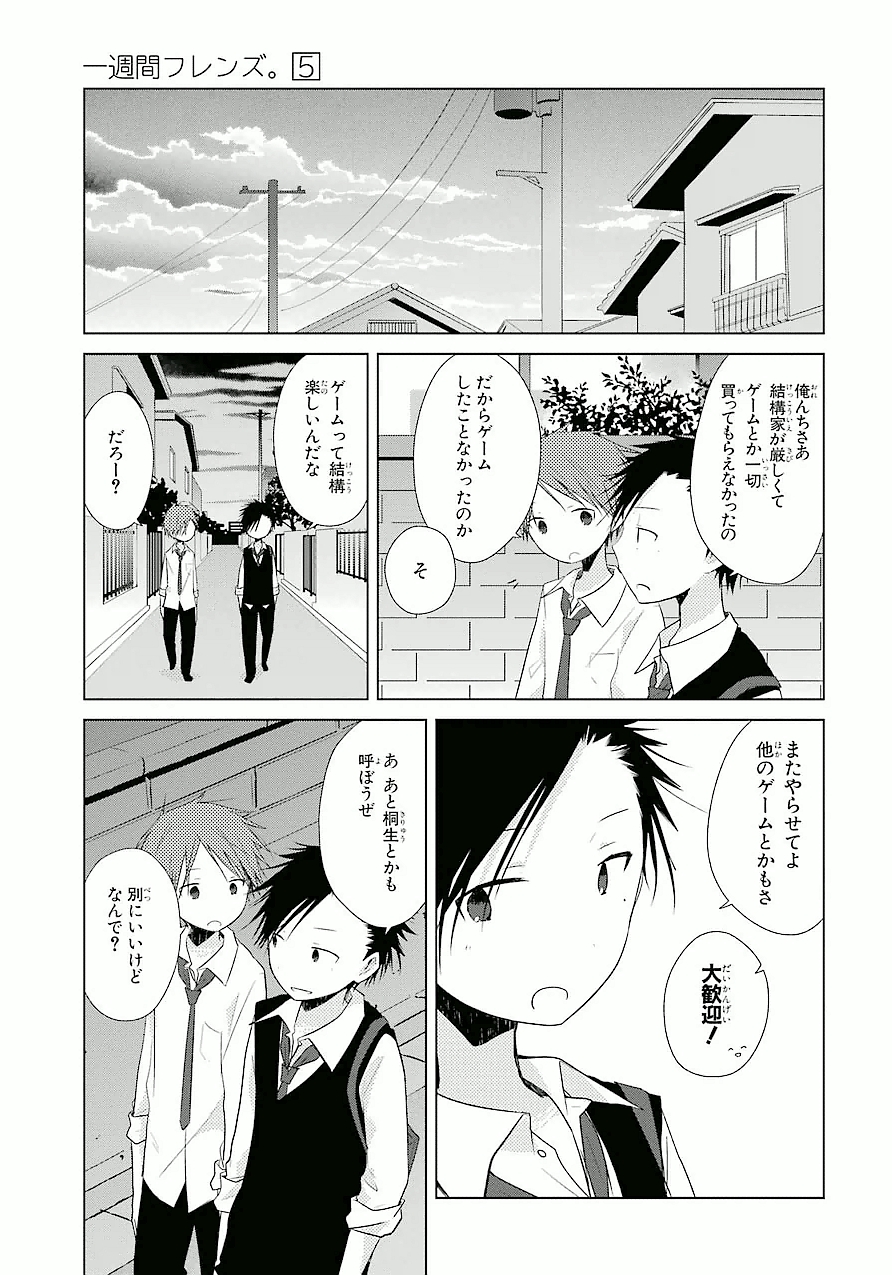 一週間フレンズ。5
俺んちさあ
結構家が厳しくて
ゲームとか一切
買ってもらえなかったの
だからゲーム
したことなかったのか
そ
ゲームって結構
楽しいんだな
だろー？
またやらせてよ
他のゲームとかもさ
大歓迎！
あ あと桐生とかも
呼ぼうぜ
別にいいけど
なんで？